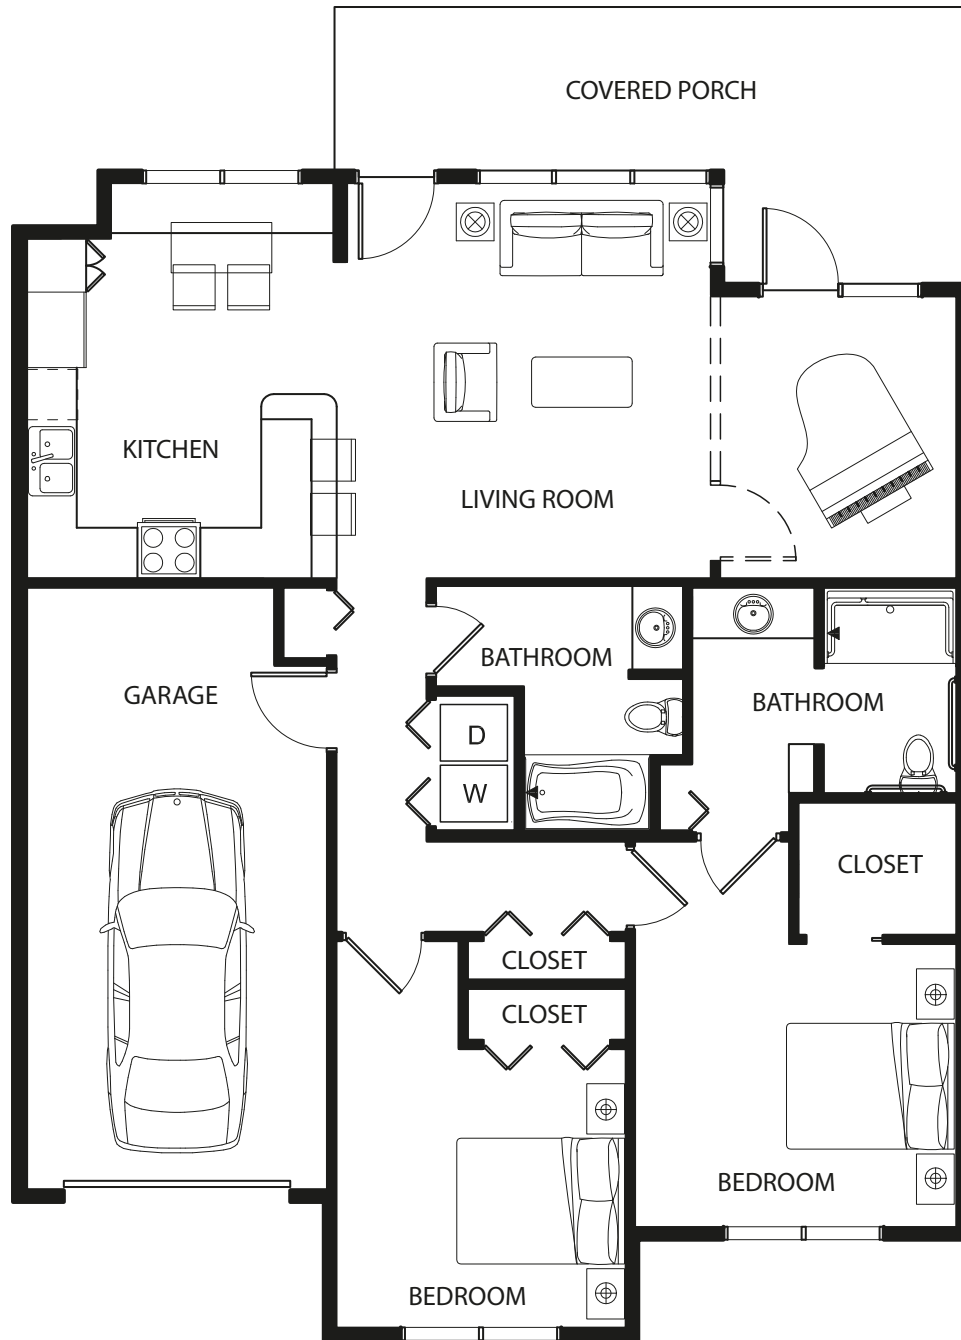 COVERED PORCH
KITCHEN
LIVING ROOM
BATHROOM
GARAGE
BATHROOM
D
W
CLOSET
CLOSET
CLOSET
BEDROOM
BEDROOM